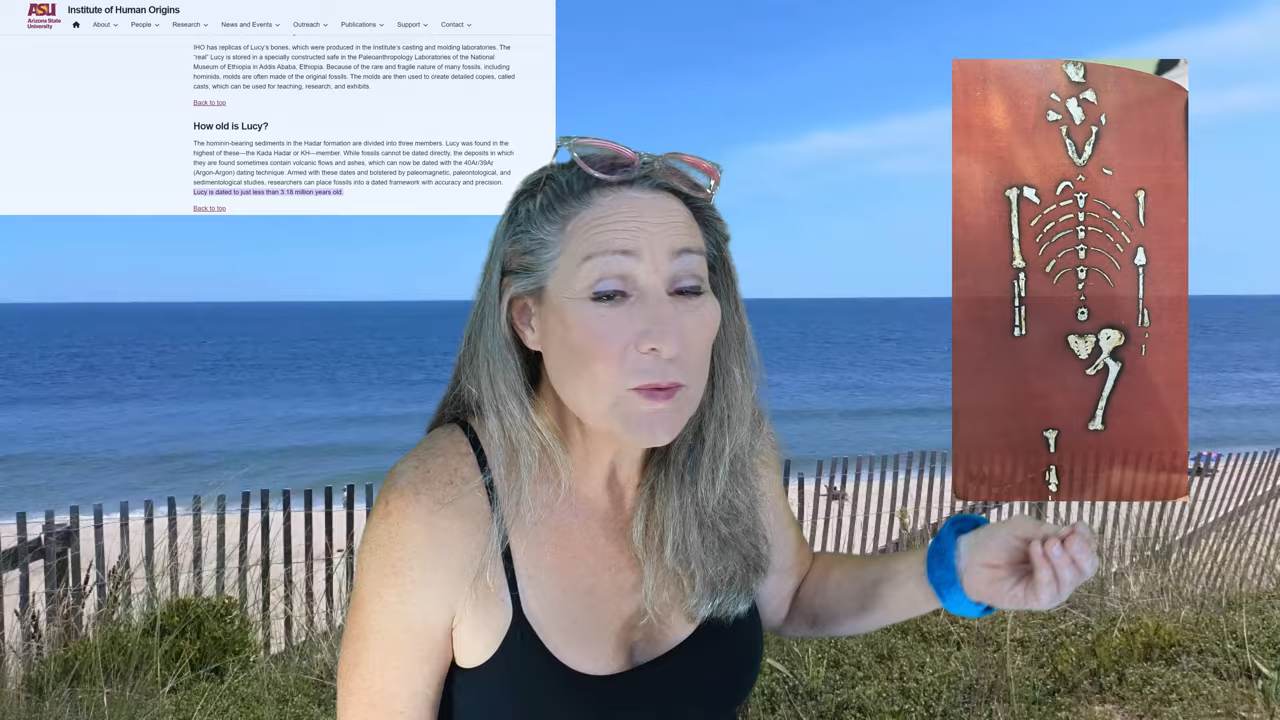 ASU
Arizona State
University
Institute of Human Origins
About People Research News and Events Outreach Publications Support Contact
IHO has replicas of Lucy's bones, which were produced in the Institute's casting and molding laboratories. The
"real" Lucy is stored in a specially constructed safe in the Paleoanthropology Laboratories of the National
Museum of Ethiopia in Addis Ababa, Ethiopia. Because of the rare and fragile nature of many fossils, including
hominids, molds are often made of the original fossils. The molds are then used to create detailed copies, called
casts, which can be used for teaching, research, and exhibits.
Back to top
How old is Lucy?
The hominin-bearing sediments in the Hadar formation are divided into three members. Lucy was found in the
highest of these—the Kada Hadar or KH—member. While fossils cannot be dated directly, the deposits in which
they are found sometimes contain volcanic flows and ashes, which can now be dated with the 40Ar/39Ar
(Argon-Argon) dating technique. Armed with these dates and bolstered by paleomagnetic, paleontological, and
sedimentological studies, researchers can place fossils into a dated framework with accuracy and precision.
Lucy is dated to just less than 3.18 million years old.
Back to top